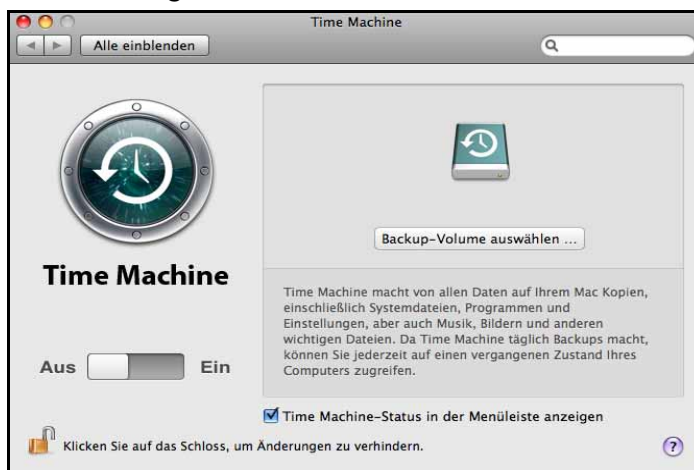 Time Machine
Alle einblenden
Backup-Volume auswählen ...
Time Machine
Time Machine macht von allen Daten auf Ihrem Mac Kopien,
einschließlich Systemdateien, Programmen und
Einstellungen, aber auch Musik, Bildern und anderen
wichtigen Dateien. Da Time Machine täglich Backups macht,
können Sie jederzeit auf einen vergangenen Zustand Ihres
Computers zugreifen.
Aus Ein
Time Machine-Status in der Menüleiste anzeigen
Klicken Sie auf das Schloss, um Änderungen zu verhindern.
?